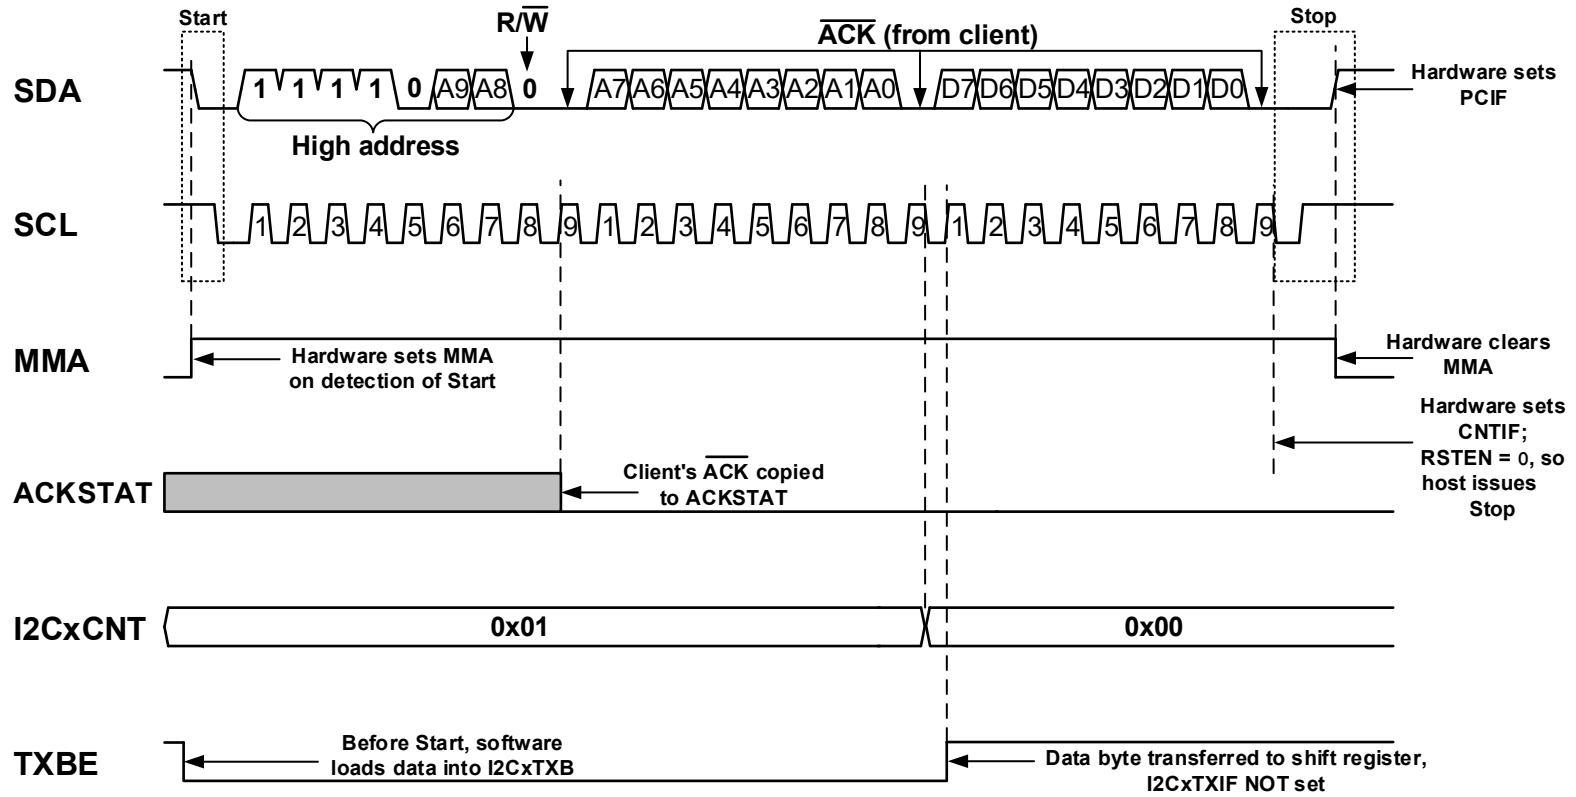 Start
R/W
ACK (from client)
Stop
SDA
1 1 1 1 0 A9 A8 0 A7 A6 A5 A4 A3 A2 A1 A0 D7 D6 D5 D4 D3 D2 D1 D0
Hardware sets
PCIF
High address
SCL
1 2 3 4 5 6 7 8 9 1 2 3 4 5 6 7 8 9 1 2 3 4 5 6 7 8 9
MMA
Hardware sets MMA
on detection of Start
Hardware clears
MMA
Hardware sets
CNTIF;
RSTEN = 0, so
host issues
Stop
ACKSTAT
Client's ACK copied
to ACKSTAT
I2CxCNT
0x01
0x00
TXBE
Before Start, software
loads data into I2CxTXB
Data byte transferred to shift register,
I2CxTXIF NOT set